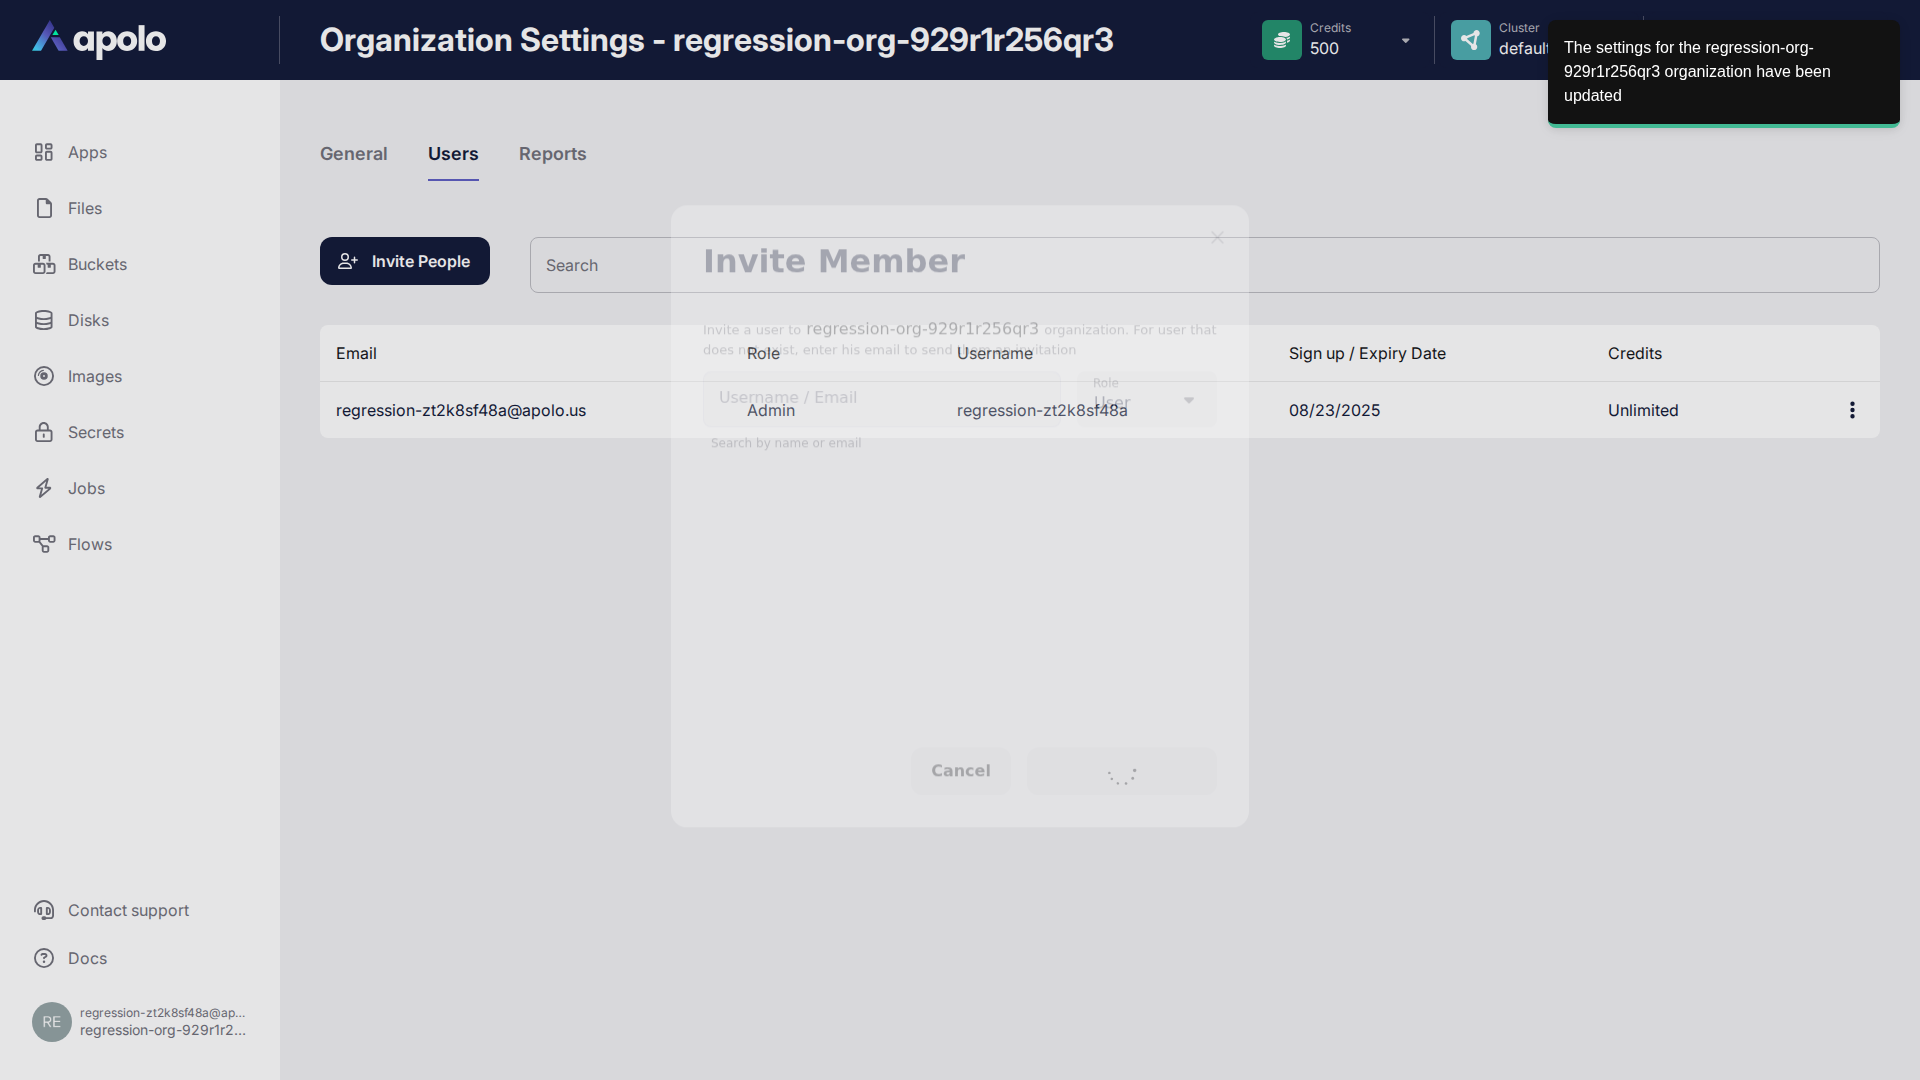 apolo
Organization Settings - regression-org-929r1r256qr3
Credits
500
Cluster
default
The settings for the regression-org-
929r1r256qr3 organization have been
updated
Apps
Files
Buckets
Disks
Images
Secrets
Jobs
Flows
Contact support
Docs
RE
regression-zt2k8sf48a@ap...
regression-org-929r1r2...
General
Users
Reports
Invite People
Search
Email
Role
Username
Sign up / Expiry Date
Credits
regression-zt2k8sf48a@apolo.us
Admin
regression-zt2k8sf48a
08/23/2025
Unlimited
Invite Member
Invite a user to regression-org-929r1r256qr3 organization. For user that
does not exist, enter his email to send them an invitation
Username / Email
Role
User
Search by name or email
Cancel